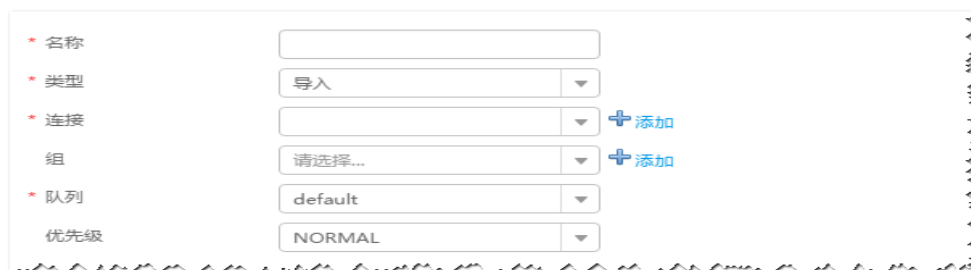 * 名称
* 类型 导入
* 连接 添加
组 请选择... 添加
* 队列 default
优先级 NORMAL